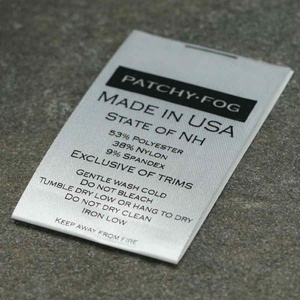 PATCHY·FOG
MADE IN USA
STATE OF NH
53% POLYESTER
38% NYLON
9% SPANDEX
EXCLUSIVE OF TRIMS
GENTLE WASH COLD
DO NOT BLEACH
TUMBLE DRY LOW OR HANG TO DRY
DO NOT DRY CLEAN
IRON LOW
KEEP AWAY FROM FIRE